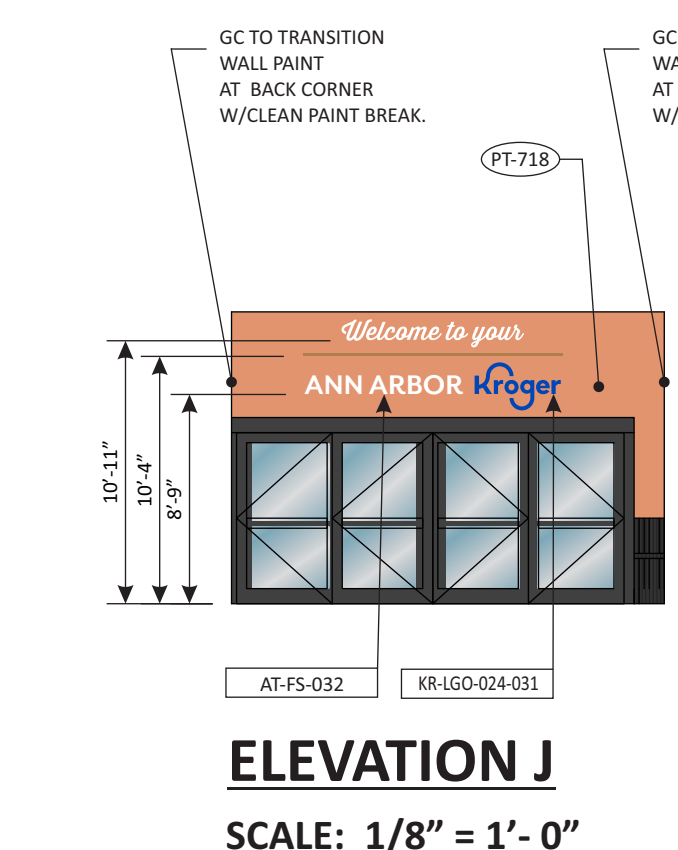 GC TO TRANSITION
WALL PAINT
AT BACK CORNER
W/CLEAN PAINT BREAK.
GC
AT
W/
PT-718
Welcome to your
ANN ARBOR Kroger
10'-11"
10'-4"
8'-9"
AT-FS-032
KR-LGO-024-031
ELEVATION J
SCALE: 1/8" = 1'- 0"